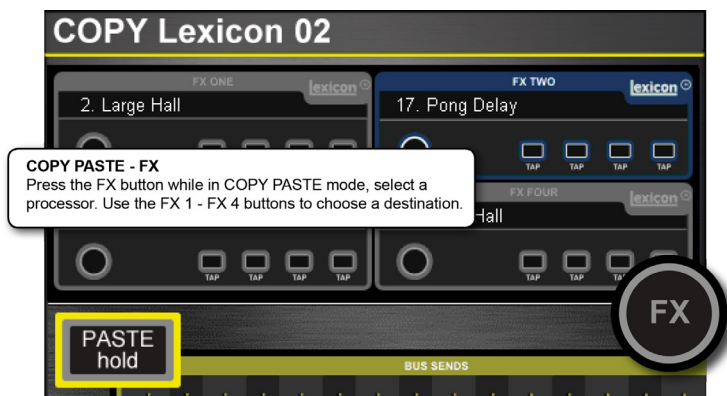 COPY Lexicon 02
FX ONE
lexicon
2. Large Hall
FX TWO
lexicon
17. Pong Delay
TAP TAP TAP TAP
COPY PASTE - FX
Press the FX button while in COPY PASTE mode, select a
processor. Use the FX 1 - FX 4 buttons to choose a destination.
FX FOUR
lexicon
Hall
TAP TAP TAP TAP
TAP TAP TAP
FX
PASTE
hold
BUS SENDS